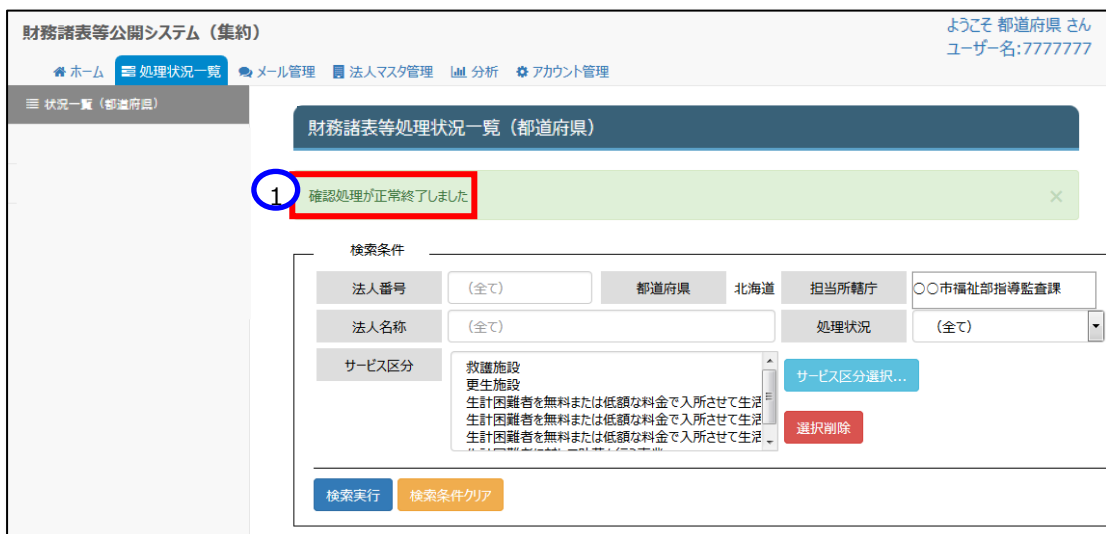 財務諸表等公開システム（集約）
ようこそ 都道府県 さん
ユーザー名:7777777
ホーム 処理状況一覧 メール管理 法人マスタ管理 分析 アカウント管理
状況一覧（都道府県）
財務諸表等処理状況一覧（都道府県）
1 確認処理が正常終了しました ×
検索条件
法人番号 （全て） 都道府県 北海道 担当所轄庁 〇〇市福祉部指導監査課
法人名称 （全て） 処理状況 （全て）
サービス区分
救護施設
更生施設
生計困難者を無料または低額な料金で入所させて生活
生計困難者を無料または低額な料金で入所させて生活
生計困難者を無料または低額な料金で入所させて生活
サービス区分選択...
選択削除
検索実行 検索条件クリア